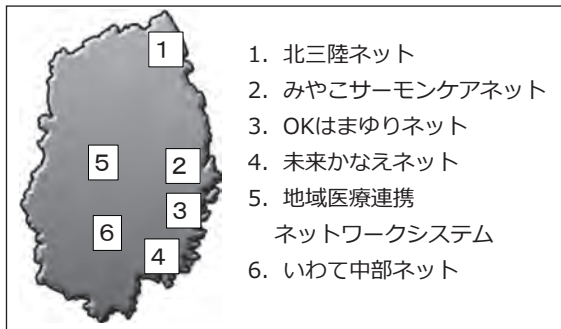 1
2
3
4
5
6
1. 北三陸ネット
2. みやこサーモンケアネット
3. OKはまゆりネット
4. 未来かなえネット
5. 地域医療連携
ネットワークシステム
6. いわて中部ネット